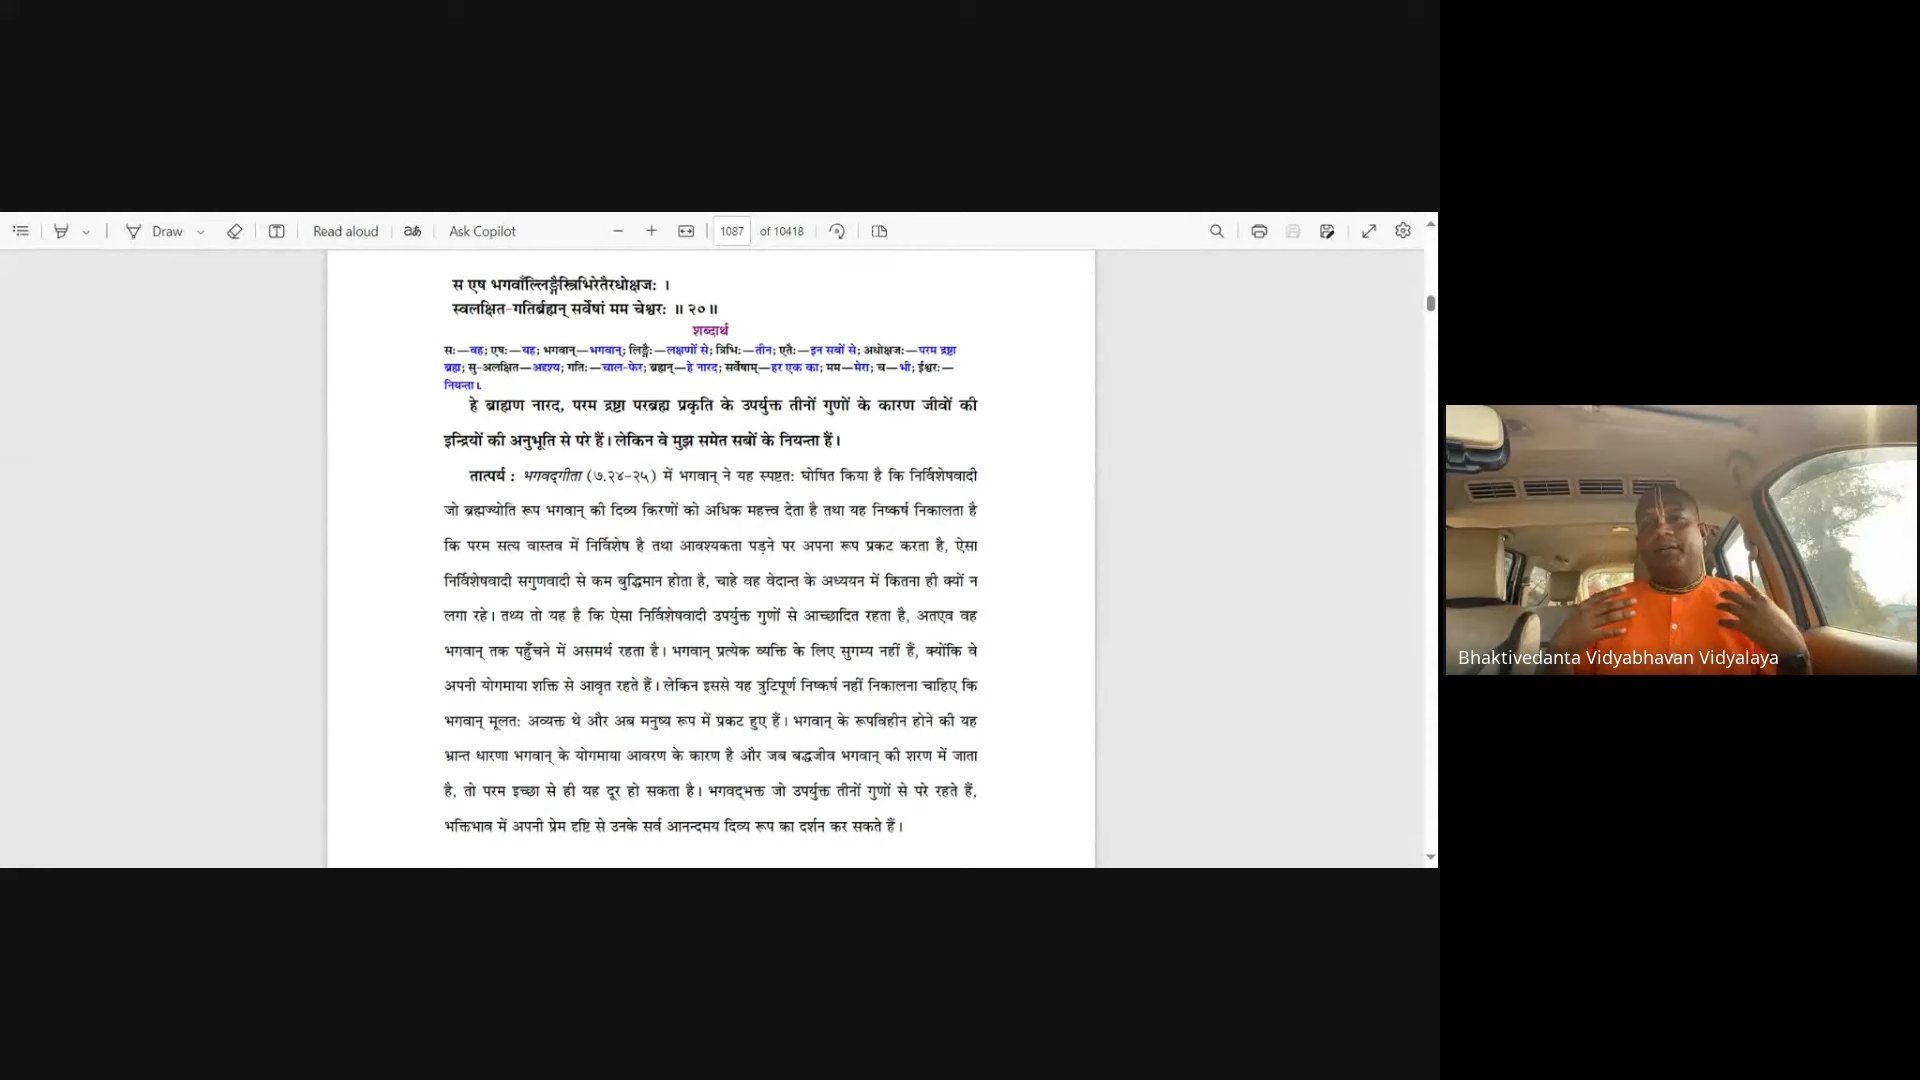 Draw
Read aloud
aあ
Ask Copilot
1087 of 10418
स एष भगवाँल्लिङ्गैस्त्रिभिरेतैरधोक्षजः ।
स्वलक्षित-गतिर्ब्रह्मन् सर्वेषां मम चेश्वरः ॥ २०॥
शब्दार्थ
सः—वह; एषः—यह; भगवान्—भगवान्; लिङ्गैः—लक्षणों से; त्रिभिः—तीन; एतैः—इन सबों से; अधोक्षजः—परम द्रष्टा
ब्रह्म; सु-अलक्षित—अदृश्य; गतिः—चाल-फेर; ब्रह्मन्—हे नारद; सर्वेषाम्—हर एक का; मम—मेरा; च—भी; ईश्वरः—
नियन्ता।.
हे ब्राह्मण नारद, परम द्रष्टा परब्रह्म प्रकृति के उपर्युक्त तीनों गुणों के कारण जीवों की
इन्द्रियों की अनुभूति से परे हैं। लेकिन वे मुझ समेत सबों के नियन्ता हैं।
तात्पर्य : भगवद्गीता (७.२४-२५) में भगवान् ने यह स्पष्टतः घोषित किया है कि निर्विशेषवादी
जो ब्रह्मज्योति रूप भगवान् की दिव्य किरणों को अधिक महत्त्व देता है तथा यह निष्कर्ष निकालता है
कि परम सत्य वास्तव में निर्विशेष है तथा आवश्यकता पड़ने पर अपना रूप प्रकट करता है, ऐसा
निर्विशेषवादी सगुणवादी से कम बुद्धिमान होता है, चाहे वह वेदान्त के अध्ययन में कितना ही क्यों न
लगा रहे। तथ्य तो यह है कि ऐसा निर्विशेषवादी उपर्युक्त गुणों से आच्छादित रहता है, अतएव वह
भगवान् तक पहुँचने में असमर्थ रहता है। भगवान् प्रत्येक व्यक्ति के लिए सुगम्य नहीं हैं, क्योंकि वे
अपनी योगमाया शक्ति से आवृत रहते हैं। लेकिन इससे यह त्रुटिपूर्ण निष्कर्ष नहीं निकालना चाहिए कि
भगवान् मूलतः अव्यक्त थे और अब मनुष्य रूप में प्रकट हुए हैं। भगवान् के रूपविहीन होने की यह
भ्रान्त धारणा भगवान् के योगमाया आवरण के कारण है और जब बद्धजीव भगवान् की शरण में जाता
है, तो परम इच्छा से ही यह दूर हो सकता है। भगवद्भक्त जो उपर्युक्त तीनों गुणों से परे रहते हैं,
भक्तिभाव में अपनी प्रेम दृष्टि से उनके सर्व आनन्दमय दिव्य रूप का दर्शन कर सकते हैं।
Bhaktivedanta Vidyabhavan Vidyalaya